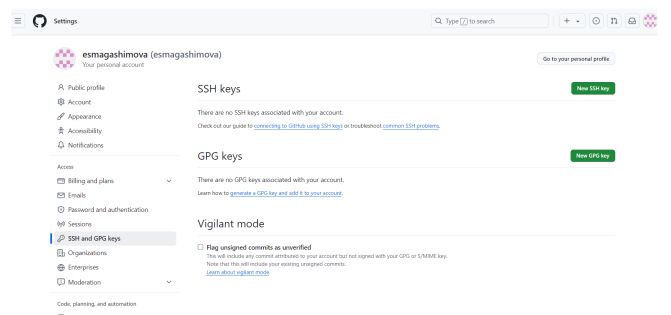 Settings
Type / to search
esmagashimova (esmagashimova)
Your personal account
Go to your personal profile
Public profile
Account
Appearance
Accessibility
Notifications
Access
Billing and plans
Emails
Password and authentication
Sessions
SSH and GPG keys
Organizations
Enterprises
Moderation
Code, planning, and automation
SSH keys
New SSH key
There are no SSH keys associated with your account.
Check out our guide to connecting to GitHub using SSH keys or troubleshoot common SSH problems.
GPG keys
New GPG key
There are no GPG keys associated with your account.
Learn how to generate a GPG key and add it to your account.
Vigilant mode
Flag unsigned commits as unverified
This will include any commit attributed to your account but not signed with your GPG or S/MIME key.
Note that this will include your existing unsigned commits.
Learn about vigilant mode.